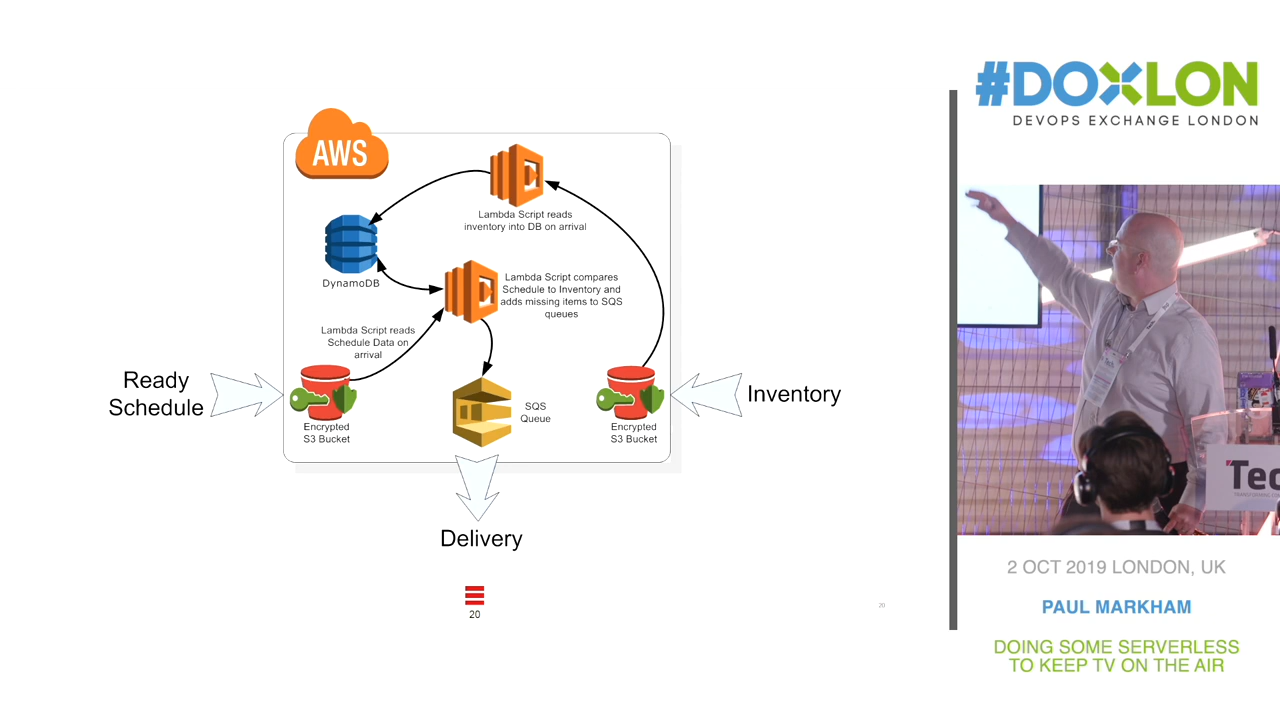 AWS
Lambda Script reads
inventory into DB on arrival
DynamoDB
Lambda Script compares
Schedule to Inventory and
adds missing items to SQS
queues
Lambda Script reads
Schedule Data on
arrival
Ready
Schedule
Encrypted
S3 Bucket
SQS
Queue
Encrypted
S3 Bucket
Inventory
Delivery
20
20
#DOXLON
DEVOPS EXCHANGE LONDON
Tec
2 OCT 2019 LONDON, UK
PAUL MARKHAM
DOING SOME SERVERLESS
TO KEEP TV ON THE AIR